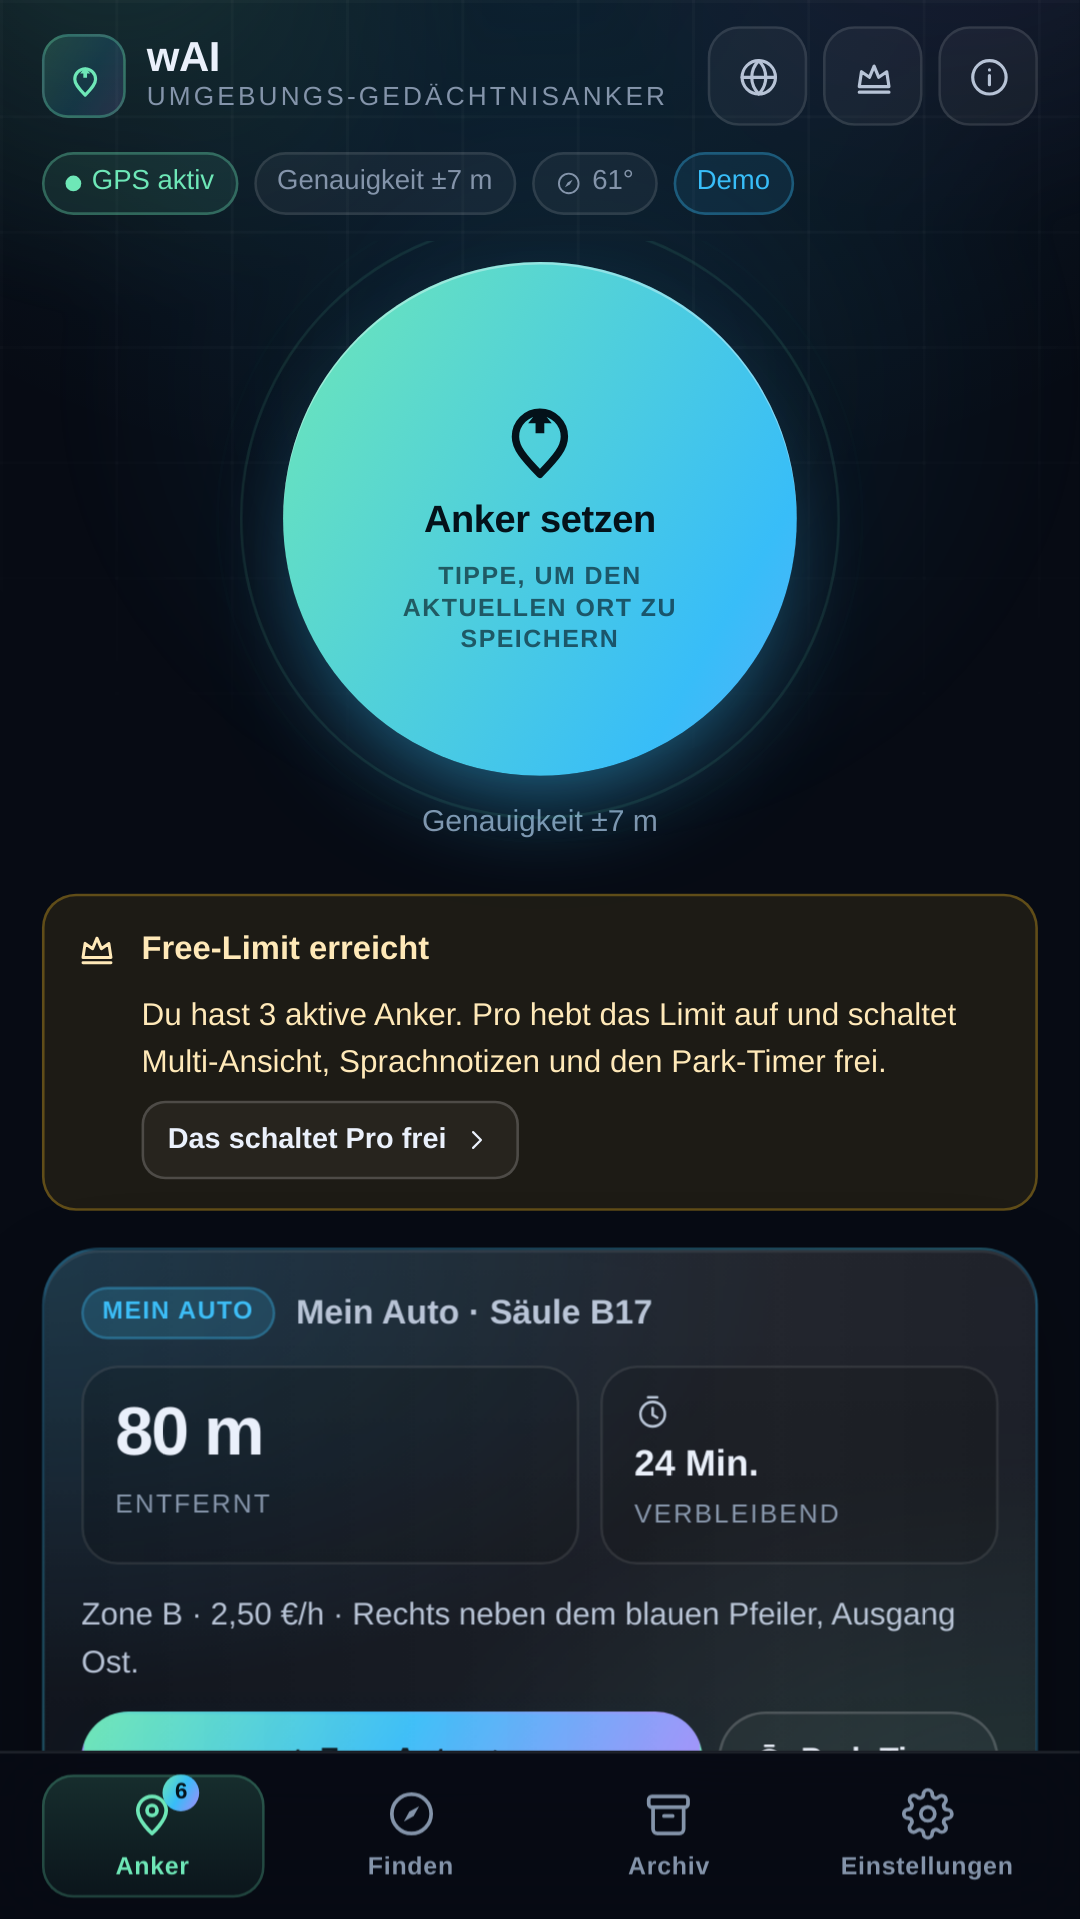 wAI
UMGEBUNGS-GEDÄCHTNISANKER
GPS aktiv
Genauigkeit ±7 m
61°
Demo
Anker setzen
TIPPE, UM DEN
AKTUELLEN ORT ZU
SPEICHERN
Genauigkeit ±7 m
Free-Limit erreicht
Du hast 3 aktive Anker. Pro hebt das Limit auf und schaltet
Multi-Ansicht, Sprachnotizen und den Park-Timer frei.
Das schaltet Pro frei
MEIN AUTO
Mein Auto · Säule B17
80 m
ENTFERNT
24 Min.
VERBLEIBEND
Zone B · 2,50 €/h · Rechts neben dem blauen Pfeiler, Ausgang
Ost.
6
Anker
Finden
Archiv
Einstellungen